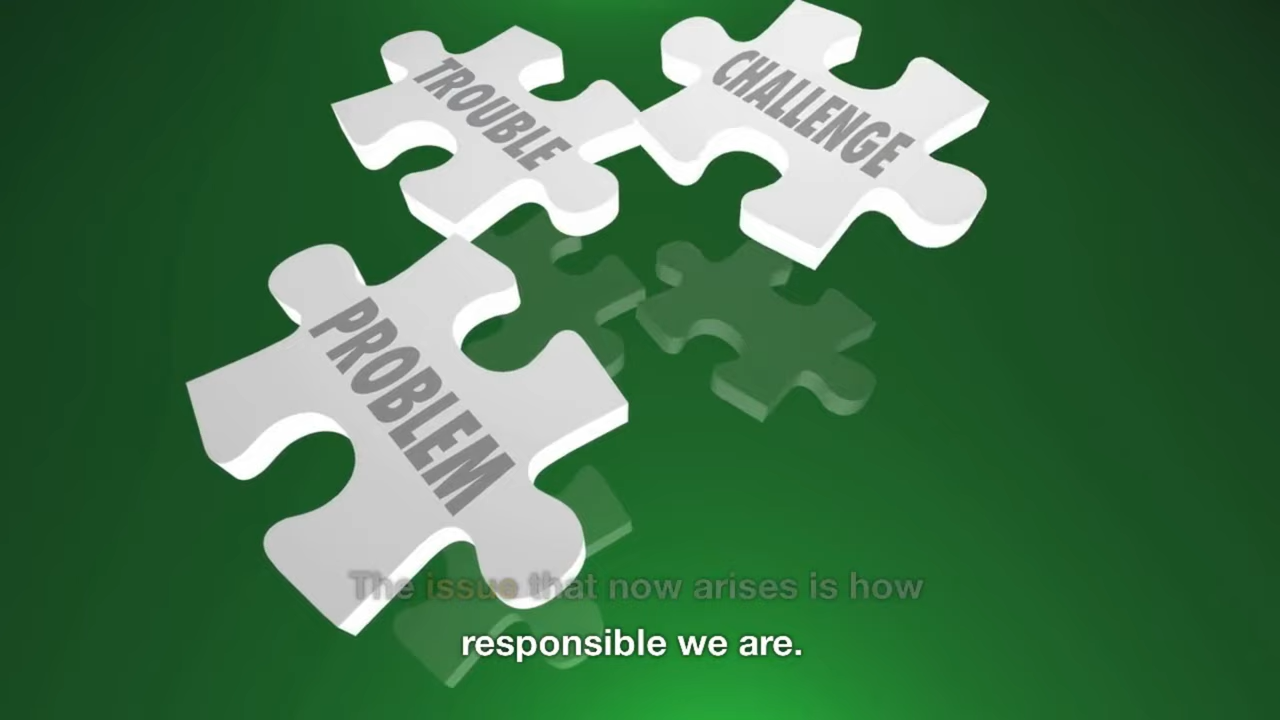 TROUBLE
CHALLENGE
PROBLEM
The issue that now arises is how
responsible we are.